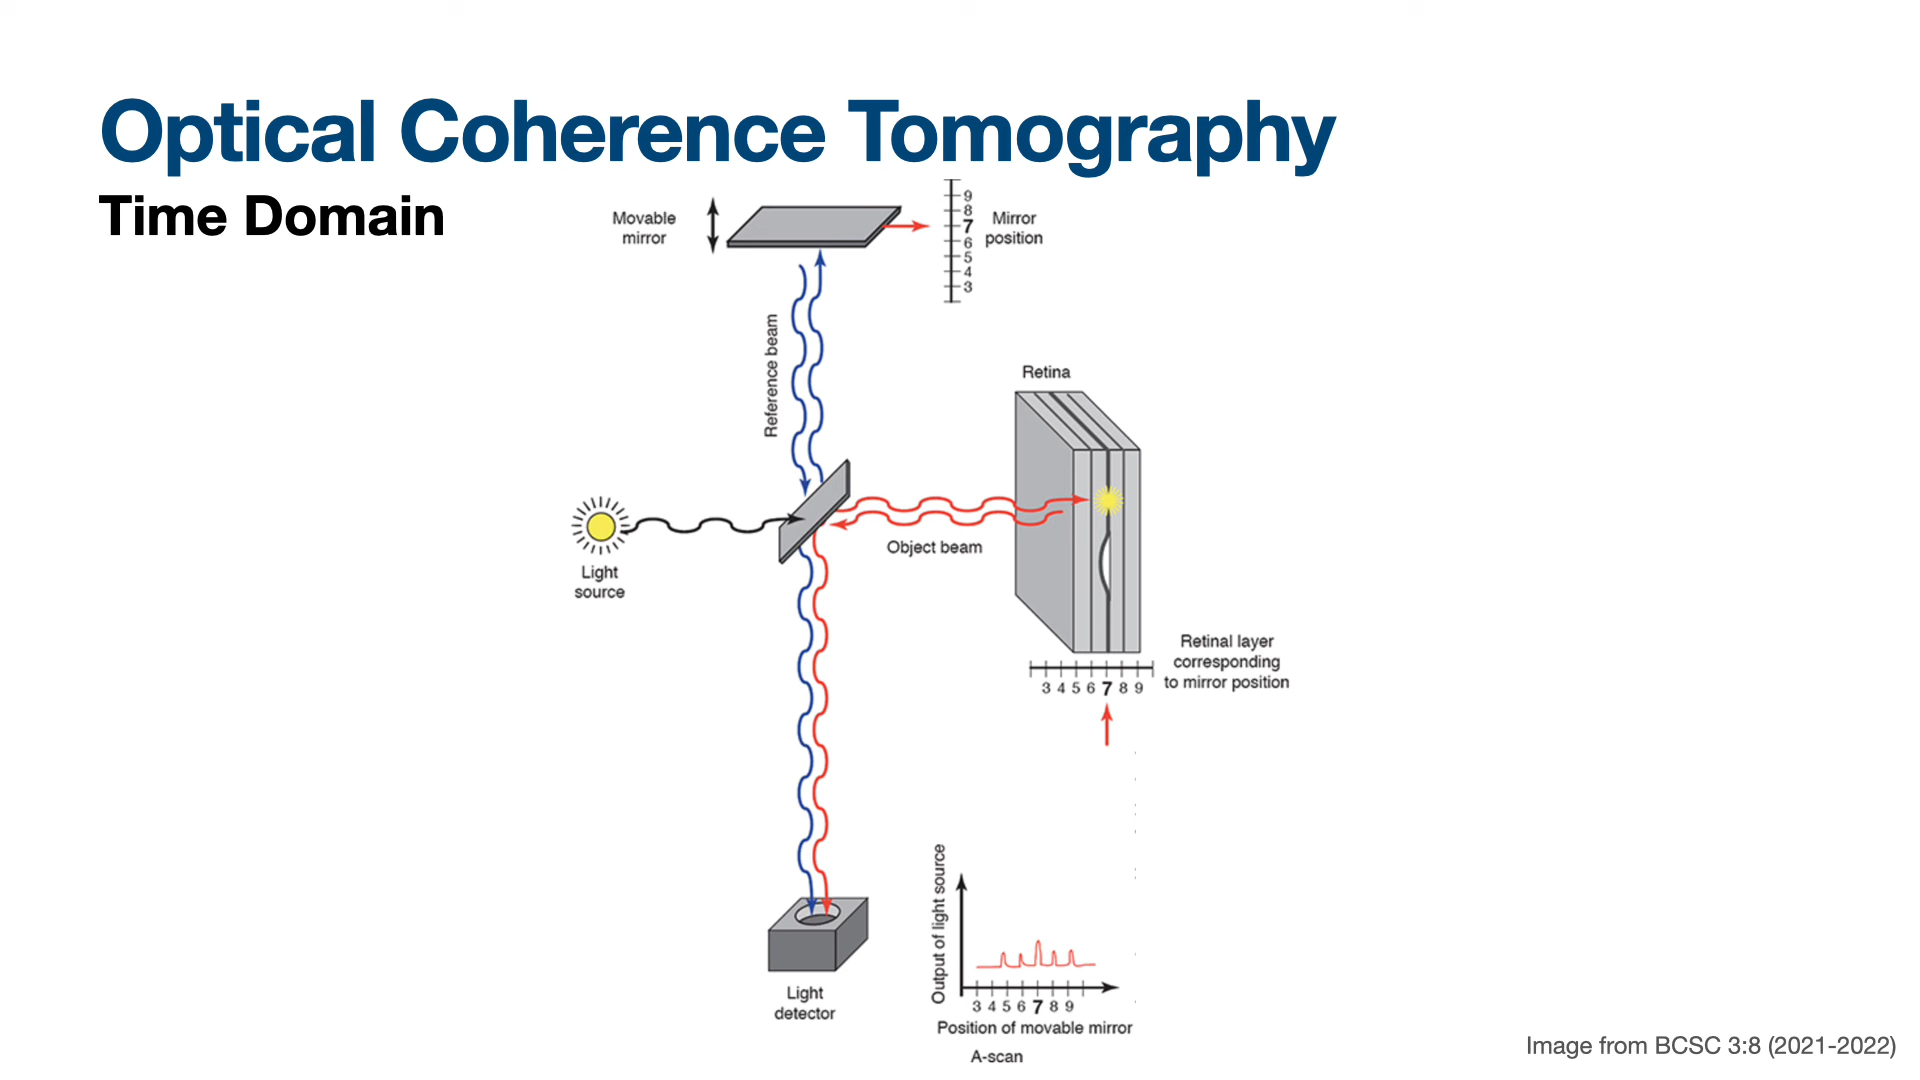 Optical Coherence Tomography
Time Domain
Movable
mirror
9
8
7
6
5
4
3
Mirror
position
Reference beam
Retina
Light
source
Object beam
Retinal layer
corresponding
to mirror position
3 4 5 6 7 8 9
Light
detector
Output of light source
3 4 5 6 7 8 9
Position of movable mirror
A-scan
Image from BCSC 3:8 (2021-2022)